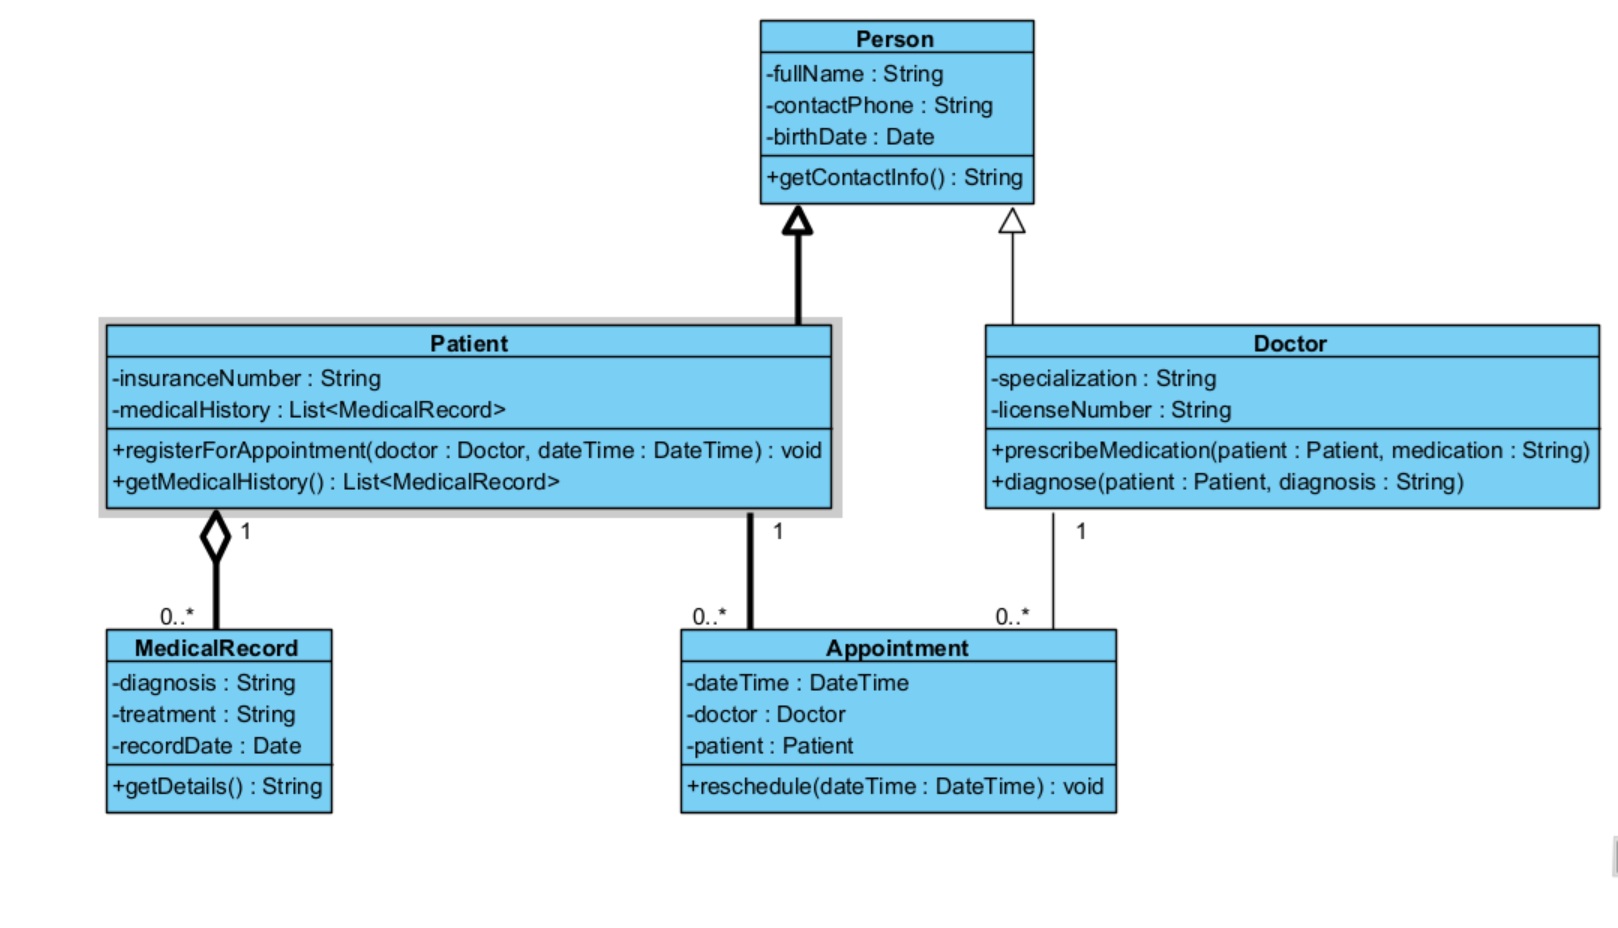 Person
-fullName : String
-contactPhone : String
-birthDate : Date
+getContactInfo() : String
Patient
-insuranceNumber : String
-medicalHistory : List<MedicalRecord>
+registerForAppointment(doctor : Doctor, dateTime : DateTime) : void
+getMedicalHistory() : List<MedicalRecord>
Doctor
-specialization : String
-licenseNumber : String
+prescribeMedication(patient : Patient, medication : String)
+diagnose(patient : Patient, diagnosis : String)
1
1
1
0..*
0..*
0..*
MedicalRecord
-diagnosis : String
-treatment : String
-recordDate : Date
+getDetails() : String
Appointment
-dateTime : DateTime
-doctor : Doctor
-patient : Patient
+reschedule(dateTime : DateTime) : void